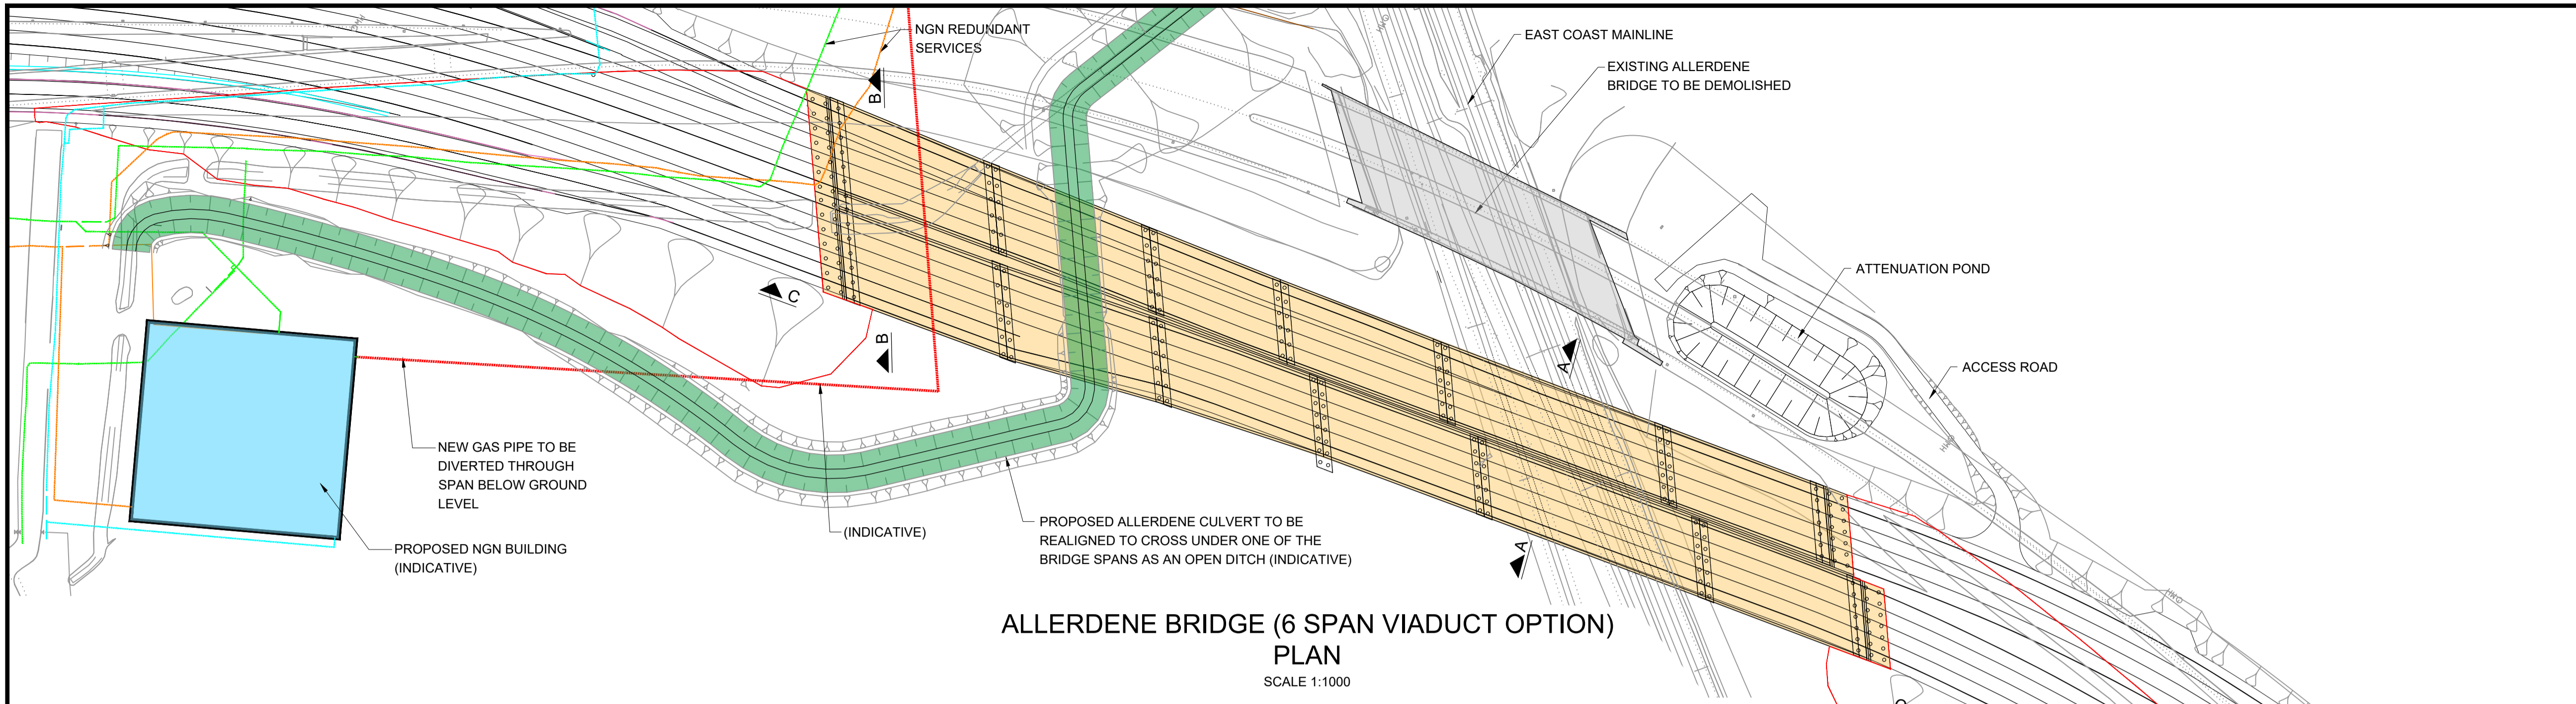 NGN REDUNDANT
SERVICES
EAST COAST MAINLINE
EXISTING ALLERDENE
BRIDGE TO BE DEMOLISHED
B
ATTENUATION POND
C
B
A
ACCESS ROAD
NEW GAS PIPE TO BE
DIVERTED THROUGH
SPAN BELOW GROUND
LEVEL
(INDICATIVE)
PROPOSED NGN BUILDING
(INDICATIVE)
PROPOSED ALLERDENE CULVERT TO BE
REALIGNED TO CROSS UNDER ONE OF THE
BRIDGE SPANS AS AN OPEN DITCH (INDICATIVE)
A
ALLERDENE BRIDGE (6 SPAN VIADUCT OPTION)
PLAN
SCALE 1:1000